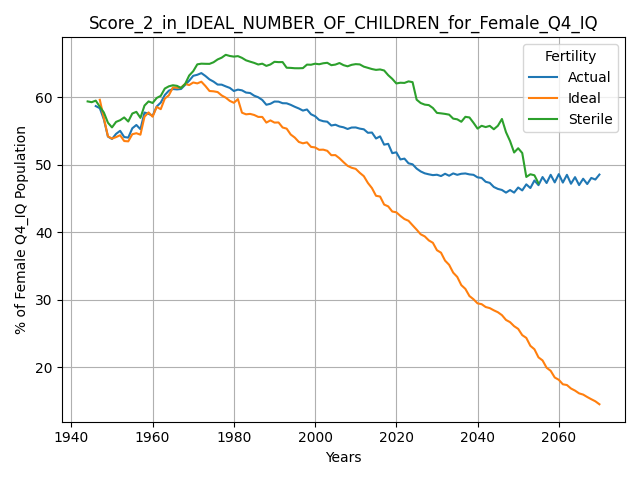 Score_2_in_IDEAL_NUMBER_OF_CHILDREN_for_Female_Q4_IQ
Fertility
Actual
Ideal
Sterile
% of Female Q4_IQ Population
60
50
40
30
20
1940 1960 1980 2000 2020 2040 2060
Years